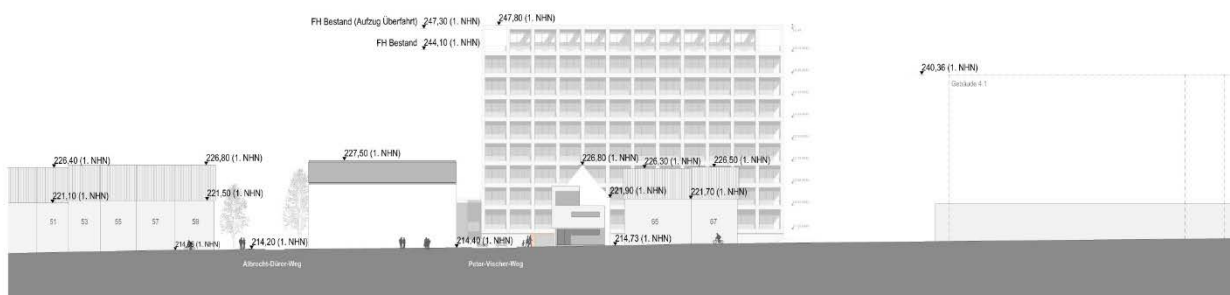 FH Bestand (Aufzug Überfahrt) 247,30 (1. NHN)
247,80 (1. NHN)
FH Bestand 244,10 (1. NHN)
240,36 (1. NHN)
Gebäude 4.1
226,40 (1. NHN)
226,80 (1. NHN)
227,50 (1. NHN)
226,80 (1. NHN)
226,30 (1. NHN)
226,50 (1. NHN)
221,10 (1. NHN)
221,50 (1. NHN)
221,90 (1. NHN)
221,70 (1. NHN)
51
53
55
57
59
95
97
(1. NHN)
214,20 (1. NHN)
214,40 (1. NHN)
214,73 (1. NHN)
Albrecht-Dürer-Weg
Peter-Vischer-Weg